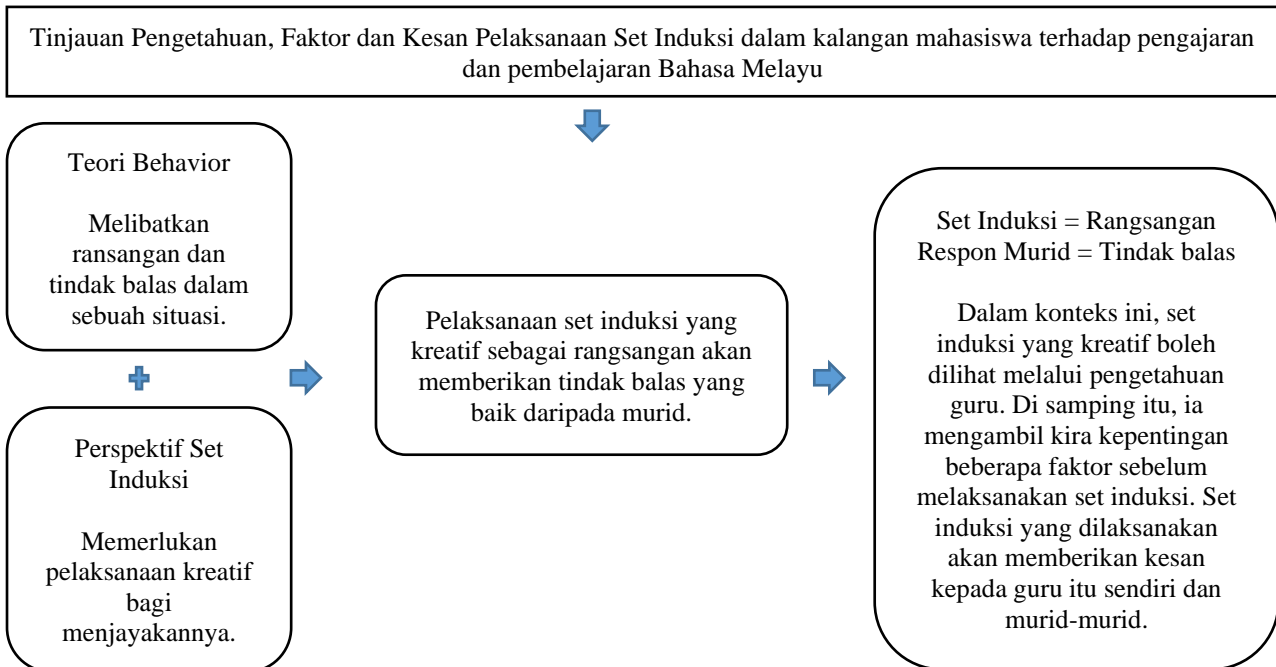 Tinjauan Pengetahuan, Faktor dan Kesan Pelaksanaan Set Induksi dalam kalangan mahasiswa terhadap pengajaran
dan pembelajaran Bahasa Melayu
Teori Behavior
Melibatkan
ransangan dan
tindak balas dalam
sebuah situasi.
Perspektif Set
Induksi
Memerlukan
pelaksanaan kreatif
bagi
menjayakannya.
Pelaksanaan set induksi yang
kreatif sebagai rangsangan akan
memberikan tindak balas yang
baik daripada murid.
Set Induksi = Rangsangan
Respon Murid = Tindak balas
Dalam konteks ini, set
induksi yang kreatif boleh
dilihat melalui pengetahuan
guru. Di samping itu, ia
mengambil kira kepentingan
beberapa faktor sebelum
melaksanakan set induksi. Set
induksi yang dilaksanakan
akan memberikan kesan
kepada guru itu sendiri dan
murid-murid.